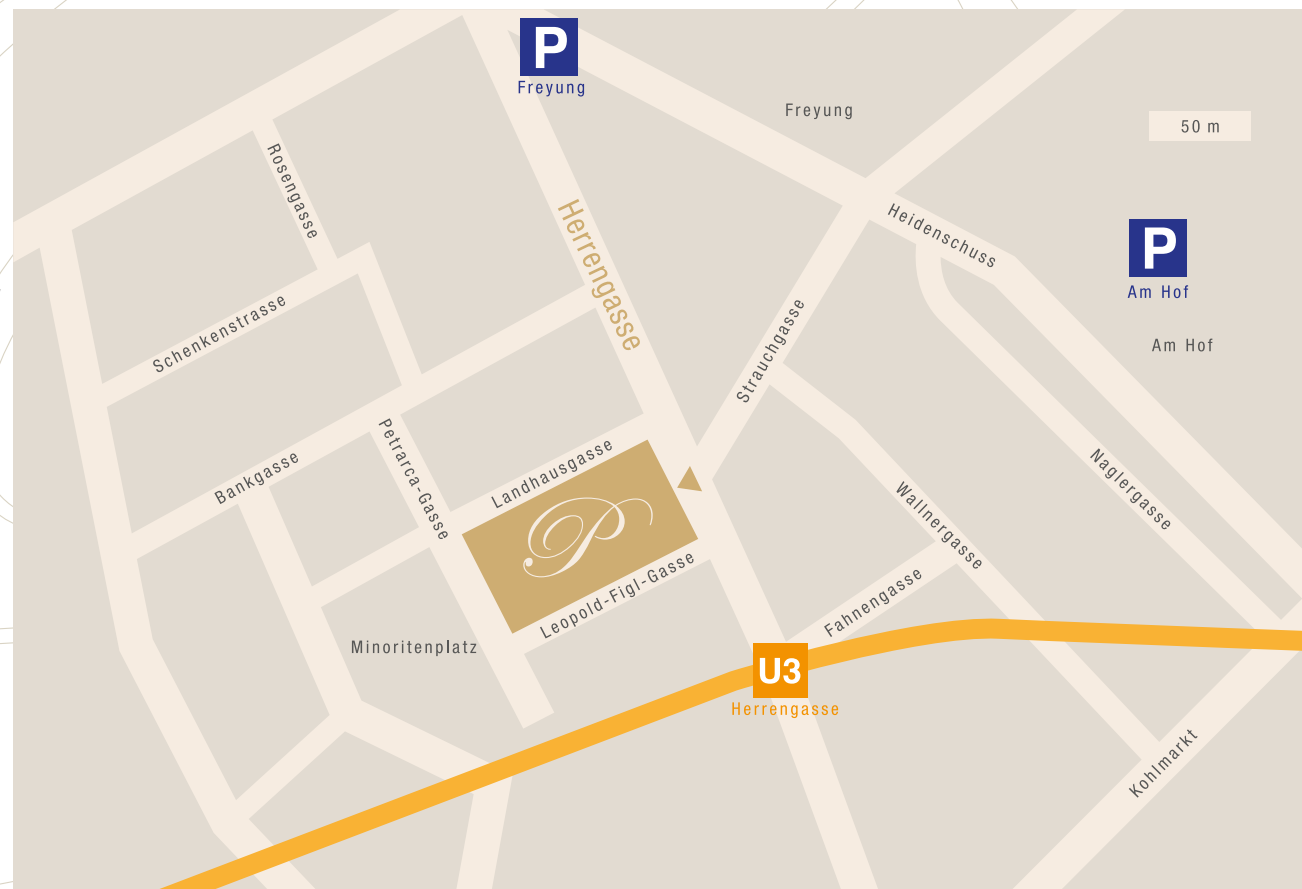 P
Freyung
Freyung
50 m
Rosengasse
Herrengasse
Heidenschuss
P
Am Hof
Am Hof
Schenkenstrasse
Strauchgasse
Petrarca-Gasse
Bankgasse
Landhausgasse
Naglergasse
Wallnergasse
P
Leopold-Figl-Gasse
Fahnengasse
Minoritenplatz
U3
Herrengasse
Kohlmarkt